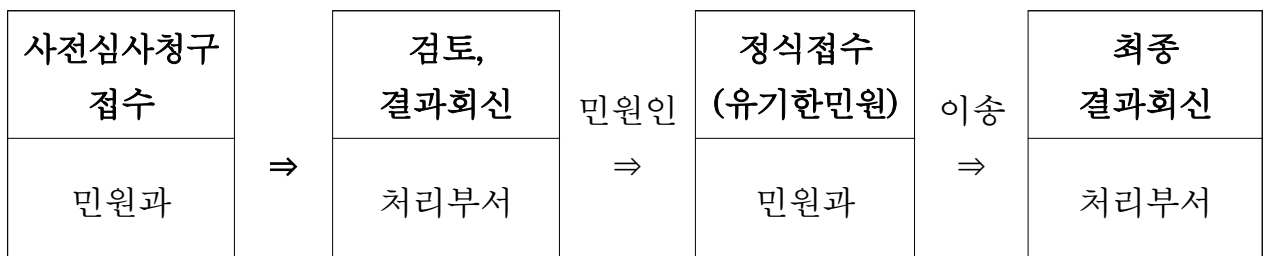 사전심사청구
접수
민원과
⇒
검토,
결과회신
처리부서
민원인
⇒
정식접수
(유기한민원)
민원과
이송
⇒
최종
결과회신
처리부서